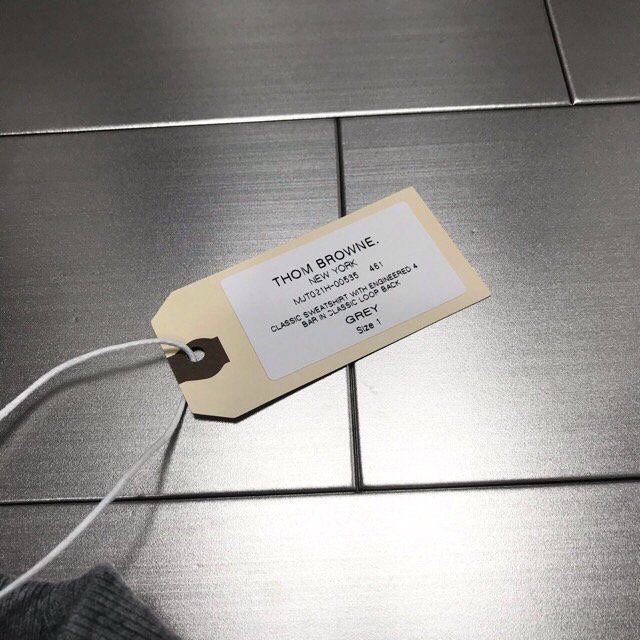 THOM BROWNE.
NEW YORK
MJT021H-00535 461
CLASSIC SWEATSHIRT WITH ENGINEERED 4
BAR IN CLASSIC LOOP BACK
GREY
Size 1